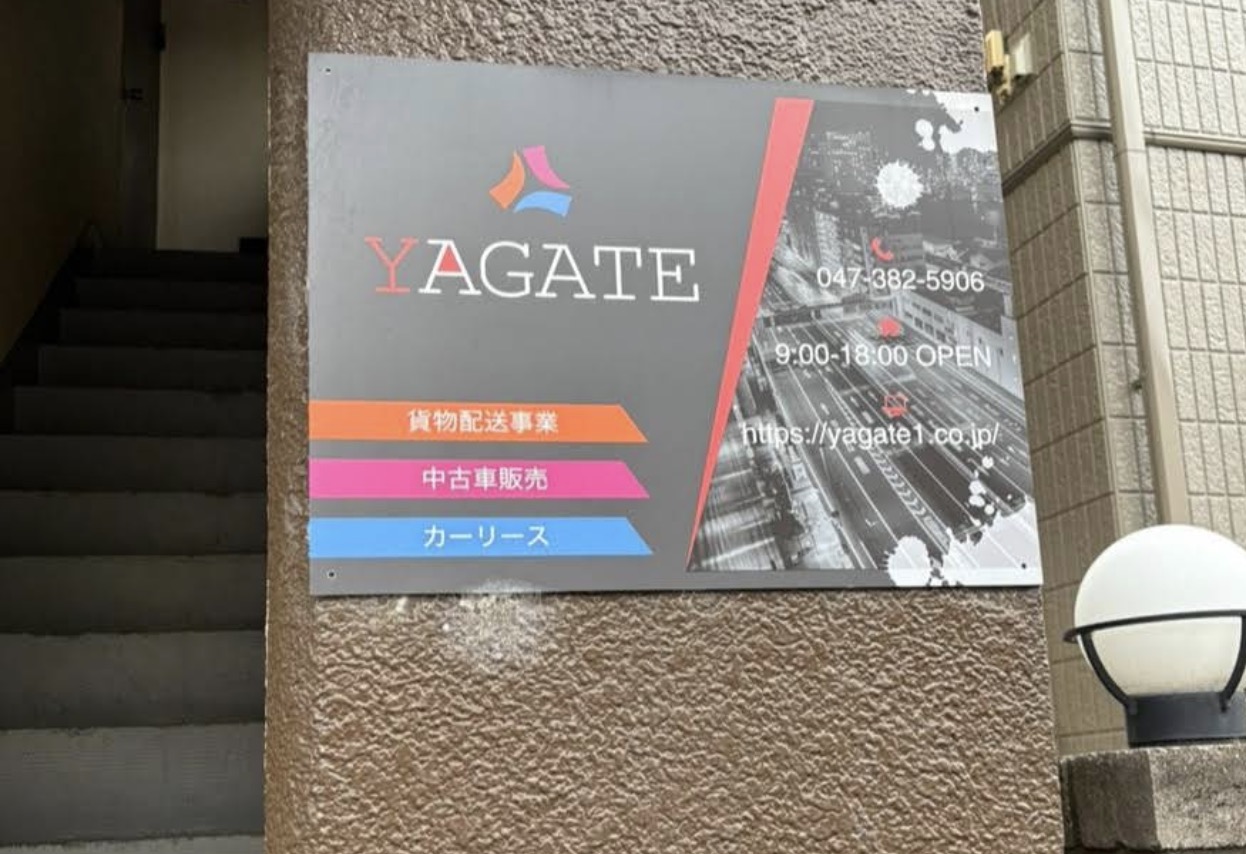 YAGATE
貨物配送事業
中古車販売
カーリース
047-382-5906
9:00-18:00 OPEN
https://yagate1.co.jp/